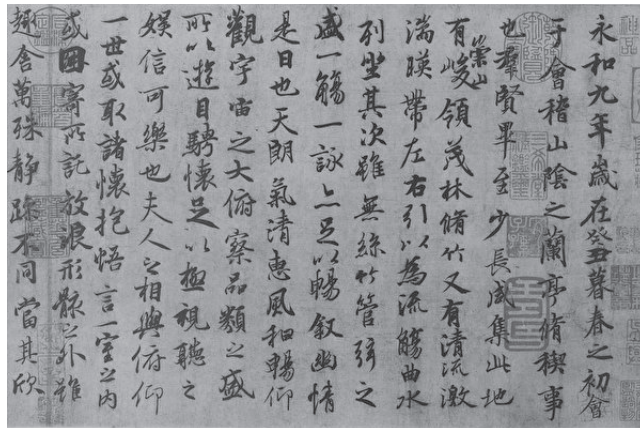 永和九年歲在癸丑暮春之初會
于會稽山陰之蘭亭脩稧事
也羣賢畢至少長咸集此地
有崇山峻領茂林脩竹又有清流激
湍暎帶左右引以為流觴曲水
列坐其次雖無絲竹管弦之
盛一觴一詠亦足以暢叙幽情
是日也天朗氣清惠風和暢仰
觀宇宙之大俯察品類之盛
所以遊目騁懷足以極視聽之
娛信可樂也夫人之相與俯仰
一世或取諸懷抱悟言一室之內
或因寄所託放浪形骸之外雖
趣舍萬殊靜躁不同當其欣